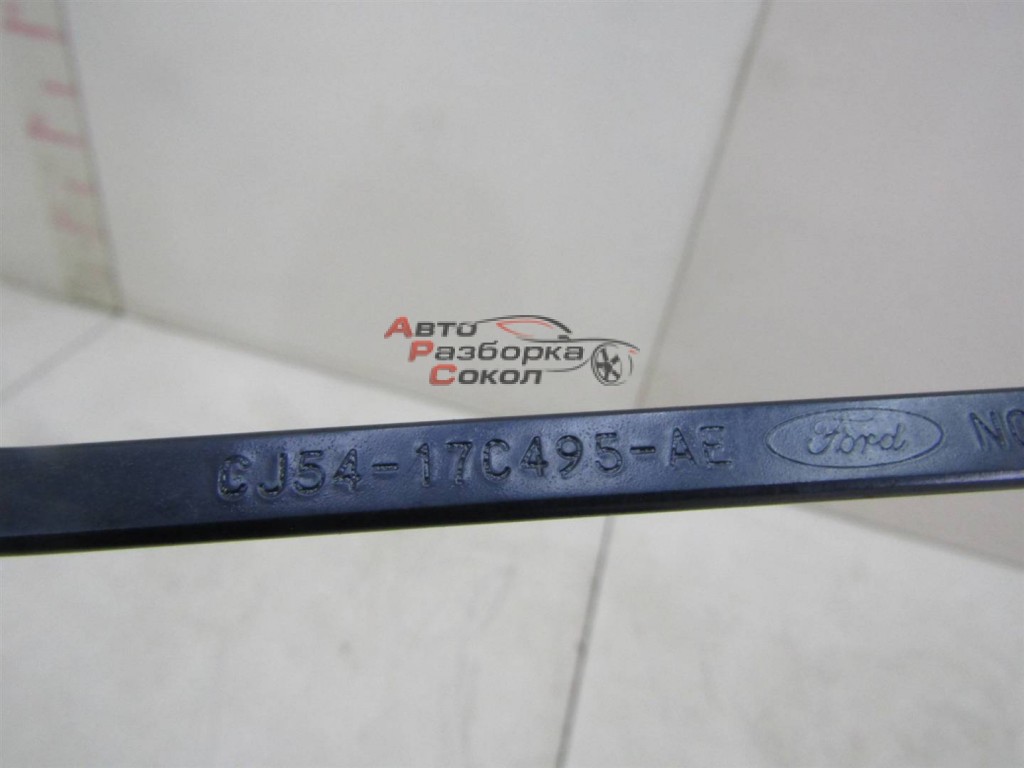 Авто
Разборка
Сокол
CJ54-17C495-AE Ford